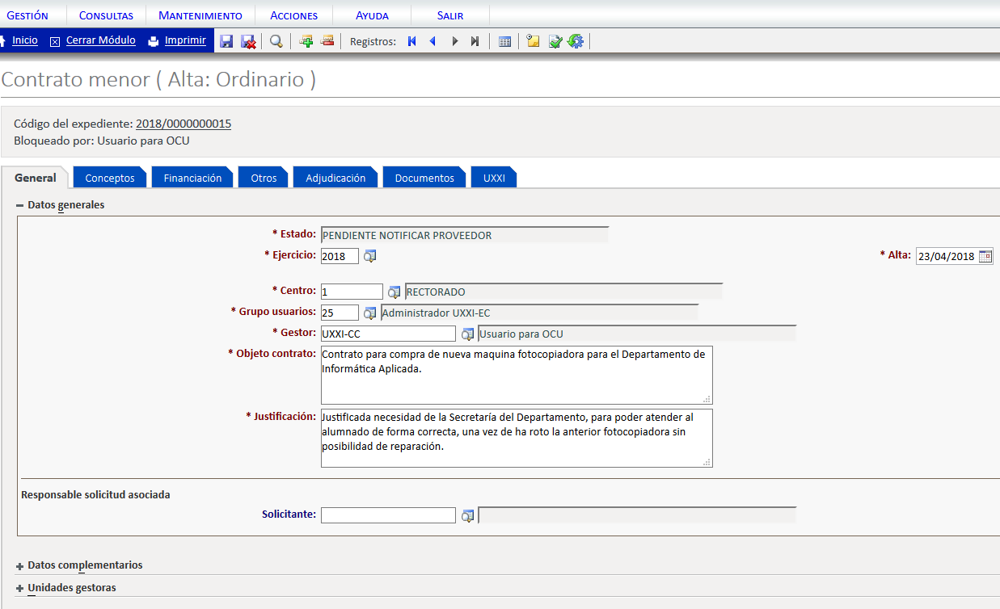 Gestión Consultas Mantenimiento Acciones Ayuda Salir
Inicio Cerrar Módulo Imprimir Registros:
Contrato menor ( Alta: Ordinario )
Código del expediente: 2018/0000000015
Bloqueado por: Usuario para OCU
General Conceptos Financiación Otros Adjudicación Documentos UXXI
Datos generales
* Estado: PENDIENTE NOTIFICAR PROVEEDOR
* Ejercicio: 2018 * Alta: 23/04/2018
* Centro: 1 RECTORADO
* Grupo usuarios: 25 Administrador UXXI-EC
* Gestor: UXXI-CC Usuario para OCU
* Objeto contrato: Contrato para compra de nueva maquina fotocopiadora para el Departamento de
Informática Aplicada.
* Justificación: JustifIcada necesidad de la Secretaría del Departamento, para poder atender al
alumnado de forma correcta, una vez de ha roto la anterior fotocopiadora sin
posibilidad de reparación.
Responsable solicitud asociada
Solicitante:
Datos complementarios
Unidades gestoras